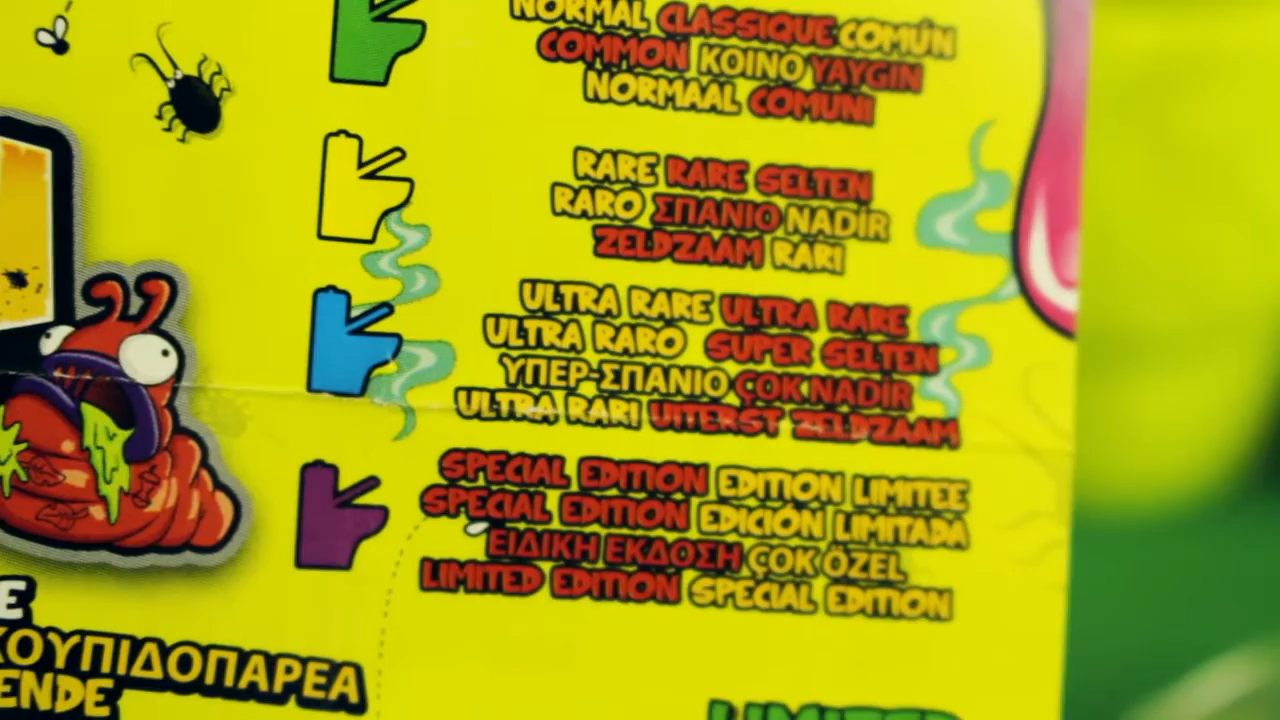 NORMAL CLASSIQUE COMÚN
COMMON ΚΟΙΝΟ YAYGIN
NORMAAL COMUNI
RARE RARE SELTEN
RARO ΣΠΑΝΙΟ NADİR
ZELDZAAM RARI
ULTRA RARE ULTRA RARE
ULTRA RARO SUPER SELTEN
ΥΠΕΡ-ΣΠΑΝΙΟ ÇOK NADİR
ULTRA RARI UITERST ZELDZAAM
SPECIAL EDITION EDITION LIMITEE
SPECIAL EDITION EDICIÓN LIMITADA
ΕΙΔΙΚΗ ΕΚΔΟΣΗ ÇOK ÖZEL
LIMITED EDITION SPECIAL EDITION
E
ΚΟΥΠΙΔΟΠΑΡΕΑ
ENDE
LIMITED